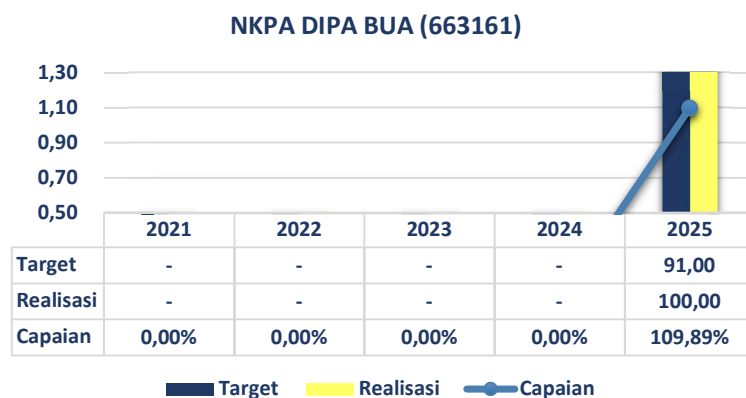 NKPA DIPA BUA (663161)
1,30
1,10
0,90
0,70
0,50
2021 2022 2023 2024 2025
Target - - - - 91,00
Realisasi - - - - 100,00
Capaian 0,00% 0,00% 0,00% 0,00% 109,89%
Target Realisasi Capaian